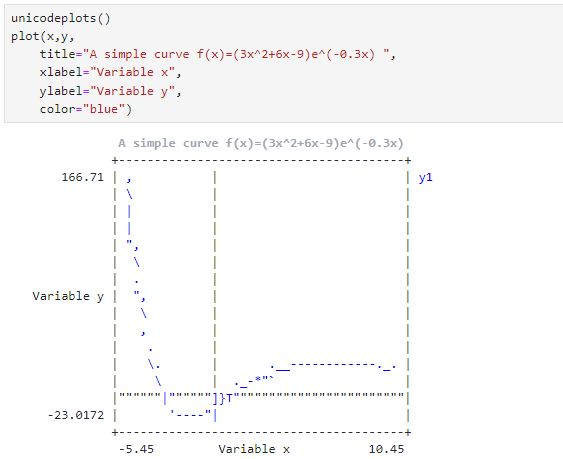 unicodeplots()
plot(x,y,
    title="A simple curve f(x)=(3x^2+6x-9)e^(-0.3x) ",
    xlabel="Variable x",
    ylabel="Variable y",
    color="blue")
A simple curve f(x)=(3x^2+6x-9)e^(-0.3x)
166.71
y1
Variable y
-23.0172
-5.45 Variable x 10.45